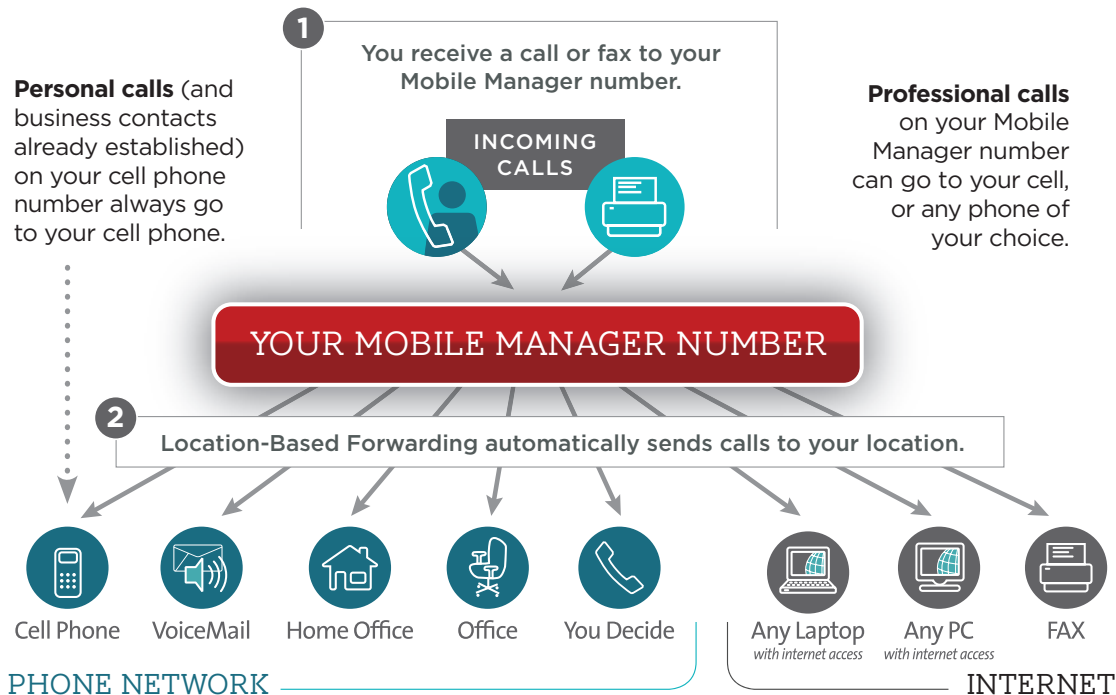 1
You receive a call or fax to your
Mobile Manager number.
Personal calls (and
business contacts
already established)
on your cell phone
number always go
to your cell phone.
INCOMING
CALLS
Professional calls
on your Mobile
Manager number
can go to your cell,
or any phone of
your choice.
YOUR MOBILE MANAGER NUMBER
2
Location-Based Forwarding automatically sends calls to your location.
Cell Phone
VoiceMail
Home Office
Office
You Decide
Any Laptop
with internet access
Any PC
with internet access
FAX
PHONE NETWORK
INTERNET